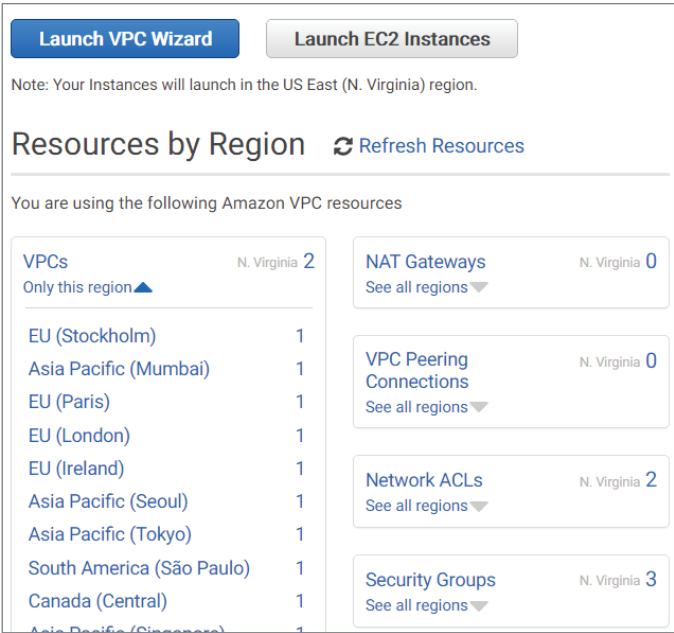 Launch VPC Wizard
Launch EC2 Instances
Note: Your Instances will launch in the US East (N. Virginia) region.
Resources by Region Refresh Resources
You are using the following Amazon VPC resources
VPCs N. Virginia 2
Only this region
EU (Stockholm) 1
Asia Pacific (Mumbai) 1
EU (Paris) 1
EU (London) 1
EU (Ireland) 1
Asia Pacific (Seoul) 1
Asia Pacific (Tokyo) 1
South America (São Paulo) 1
Canada (Central) 1
Asia Pacific (Singapore) 1
NAT Gateways N. Virginia 0
See all regions
VPC Peering N. Virginia 0
Connections
See all regions
Network ACLs N. Virginia 2
See all regions
Security Groups N. Virginia 3
See all regions